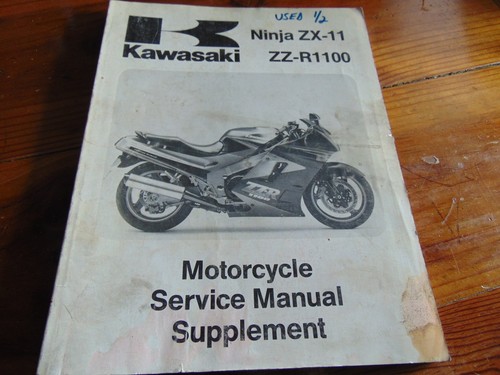 USED 1/2
Kawasaki
Ninja ZX-11
ZZ-R1100
Motorcycle
Service Manual
Supplement